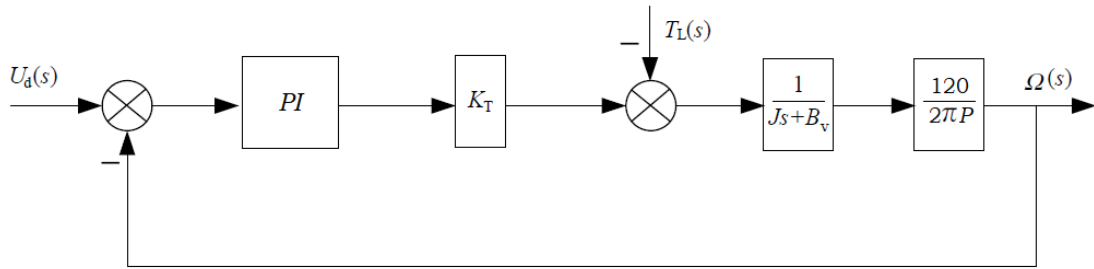 U_d(s)
−
PI
K_T
−
T_L(s)
1
Js+B_v
120
2πP
Ω(s)